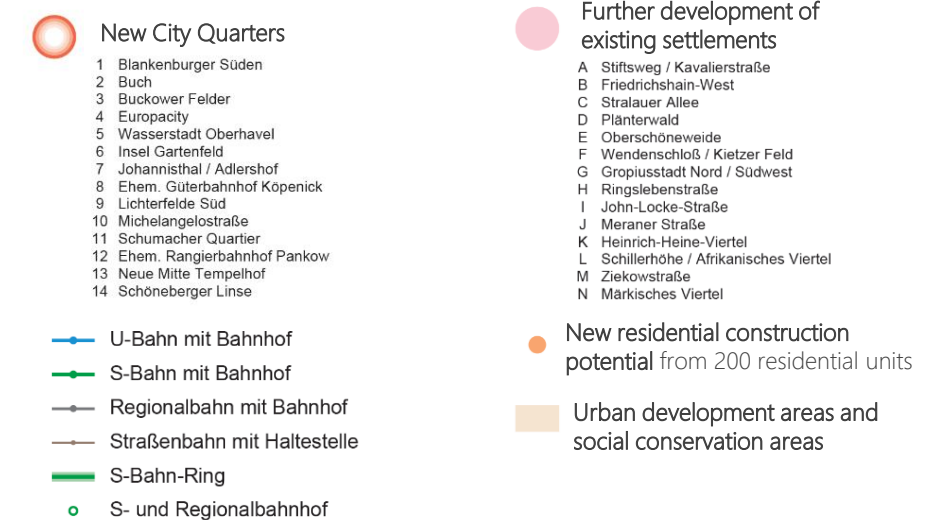 New City Quarters
1 Blankenburger Süden
2 Buch
3 Buckower Felder
4 Europacity
5 Wasserstadt Oberhavel
6 Insel Gartenfeld
7 Johannisthal / Adlershof
8 Ehem. Güterbahnhof Köpenick
9 Lichterfelde Süd
10 Michelangelostraße
11 Schumacher Quartier
12 Ehem. Rangierbahnhof Pankow
13 Neue Mitte Tempelhof
14 Schöneberger Linse
U-Bahn mit Bahnhof
S-Bahn mit Bahnhof
Regionalbahn mit Bahnhof
Straßenbahn mit Haltestelle
S-Bahn-Ring
S- und Regionalbahnhof
Further development of
existing settlements
A Stiftsweg / Kavalierstraße
B Friedrichshain-West
C Stralauer Allee
D Plänterwald
E Oberschöneweide
F Wendenschloß / Kietzer Feld
G Gropiusstadt Nord / Südwest
H Ringslebenstraße
I John-Locke-Straße
J Meraner Straße
K Heinrich-Heine-Viertel
L Schillerhöhe / Afrikanisches Viertel
M Ziekowstraße
N Märkisches Viertel
New residential construction
potential from 200 residential units
Urban development areas and
social conservation areas